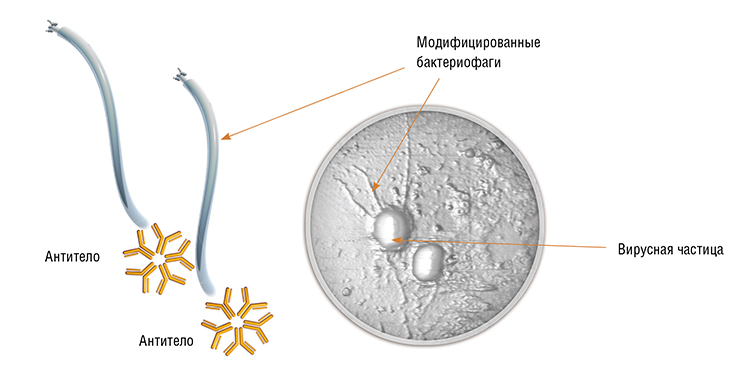 Модифицированные
бактериофаги
Антитело
Вирусная частица
Антитело